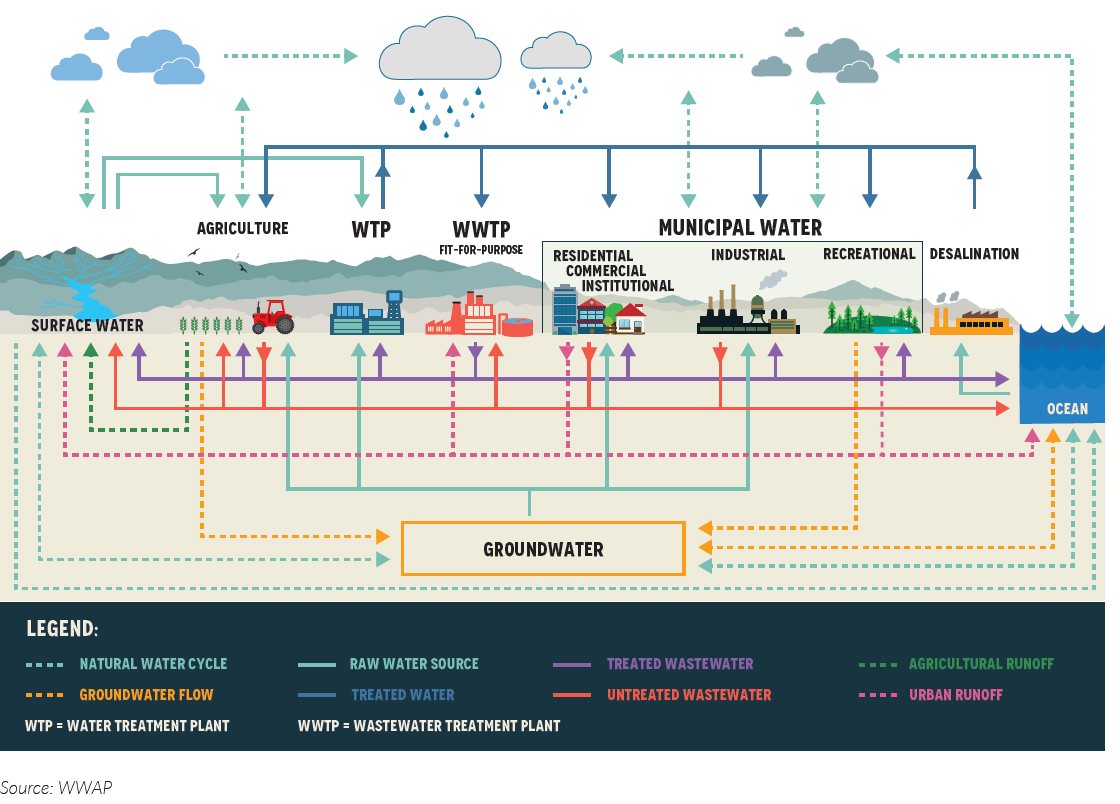 AGRICULTURE
WTP
WWTP
FIT-FOR-PURPOSE
MUNICIPAL WATER
RESIDENTIAL
COMMERCIAL
INSTITUTIONAL
INDUSTRIAL
RECREATIONAL
DESALINATION
SURFACE WATER
OCEAN
GROUNDWATER
LEGEND:
NATURAL WATER CYCLE
RAW WATER SOURCE
TREATED WASTEWATER
AGRICULTURAL RUNOFF
GROUNDWATER FLOW
TREATED WATER
UNTREATED WASTEWATER
URBAN RUNOFF
WTP = WATER TREATMENT PLANT
WWTP = WASTEWATER TREATMENT PLANT
Source: WWAP